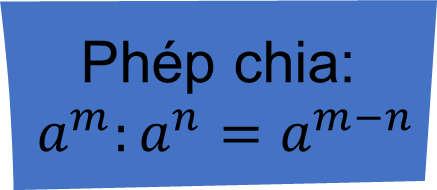 Phép chia:
$a^m : a^n = a^{m-n}$